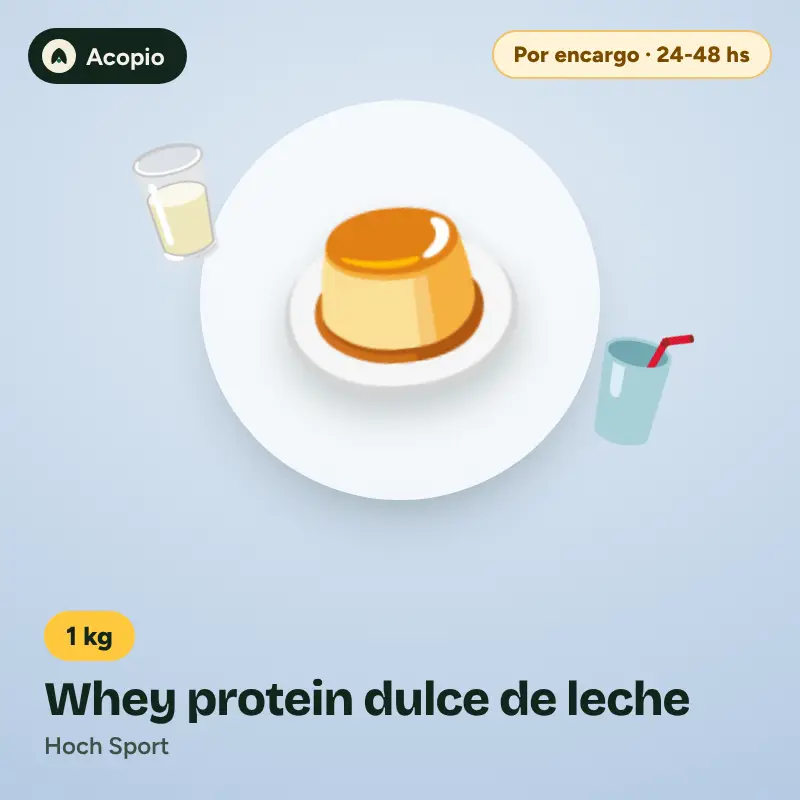 Acopio
Por encargo · 24-48 hs
1 kg
Whey protein dulce de leche
Hoch Sport